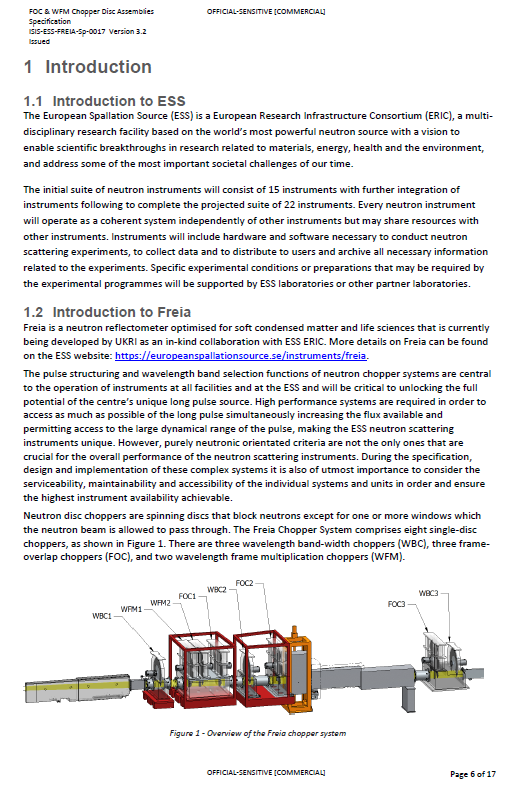 FOC & WFM Chopper Disc Assemblies
OFFICIAL-SENSITIVE [COMMERCIAL]
Specification
ISIS-ESS-FREIA-Sp-0017 Version 3.2
Issued
1 Introduction
1.1 Introduction to ESS
The European Spallation Source (ESS) is a European Research Infrastructure Consortium (ERIC), a multi-
disciplinary research facility based on the world's most powerful neutron source with a vision to
enable scientific breakthroughs in research related to materials, energy, health and the environment,
and address some of the most important societal challenges of our time.
The initial suite of neutron instruments will consist of 15 instruments with further integration of
instruments following to complete the projected suite of 22 instruments. Every neutron instrument
will operate as a coherent system independently of other instruments but may share resources with
other instruments. Instruments will include hardware and software necessary to conduct neutron
scattering experiments, to collect data and to distribute to users and archive all necessary information
related to the experiments. Specific experimental conditions or preparations that may be required by
the experimental programmes will be supported by ESS laboratories or other partner laboratories.
1.2 Introduction to Freia
Freia is a neutron reflectometer optimised for soft condensed matter and life sciences that is currently
being developed by UKRI as an in-kind collaboration with ESS ERIC. More details on Freia can be found
on the ESS website: https://europeanspallationsource.se/instruments/freia.
The pulse structuring and wavelength band selection functions of neutron chopper systems are central
to the operation of instruments at all facilities and at the ESS and will be critical to unlocking the full
potential of the centre's unique long pulse source. High performance systems are required in order to
access as much as possible of the long pulse simultaneously increasing the flux available and
permitting access to the large dynamical range of the pulse, making the ESS neutron scattering
instruments unique. However, purely neutronic orientated criteria are not the only ones that are
crucial for the overall performance of the neutron scattering instruments. During the specification,
design and implementation of these complex systems it is also of utmost importance to consider the
serviceability, maintainability and accessibility of the individual systems and units in order and ensure
the highest instrument availability achievable.
Neutron disc choppers are spinning discs that block neutrons except for one or more windows which
the neutron beam is allowed to pass through. The Freia Chopper System comprises eight single-disc
choppers, as shown in Figure 1. There are three wavelength band-width choppers (WBC), three frame-
overlap choppers (FOC), and two wavelength frame multiplication choppers (WFM).
WBC1
WFM1
WFM2
FOC1
WBC2
FOC2
FOC3
WBC3
Figure 1 - Overview of the Freia chopper system
OFFICIAL-SENSITIVE [COMMERCIAL]
Page 6 of 17